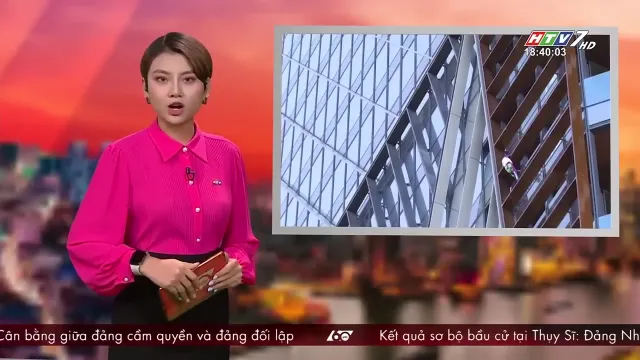 HTV7 HD
18:40:03
Cân bằng giữa đảng cầm quyền và đảng đối lập 60 Kết quả sơ bộ bầu cử tại Thụy Sĩ: Đảng Nh